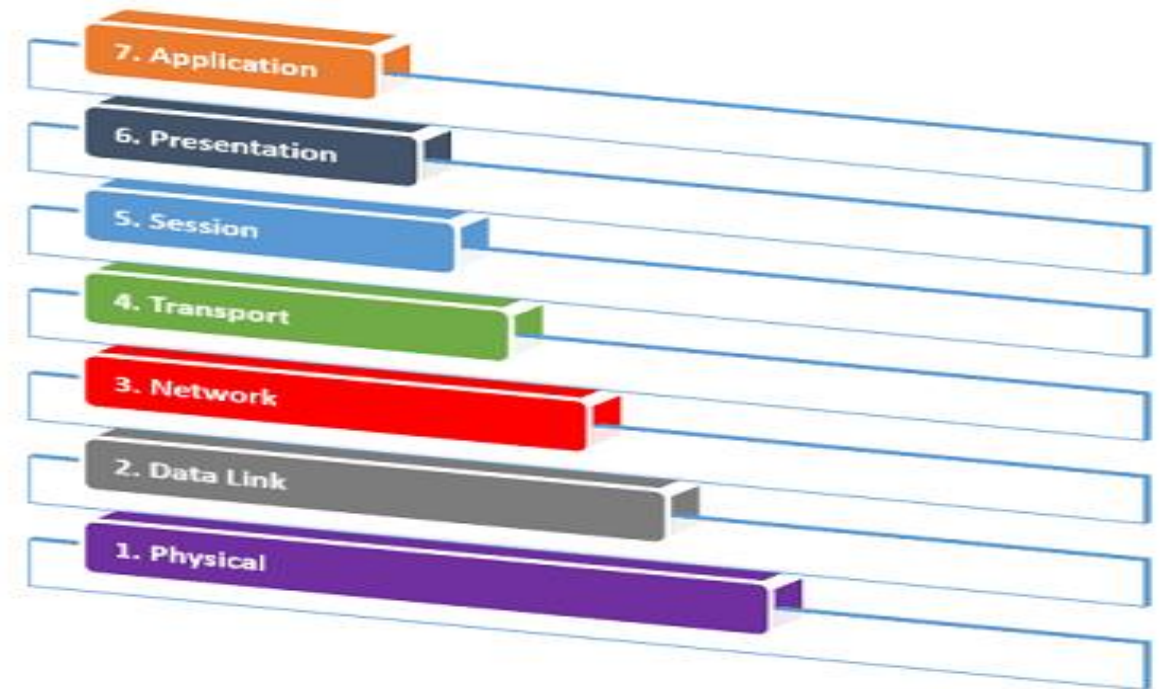 7. Application
6. Presentation
5. Session
4. Transport
3. Network
2. Data Link
1. Physical